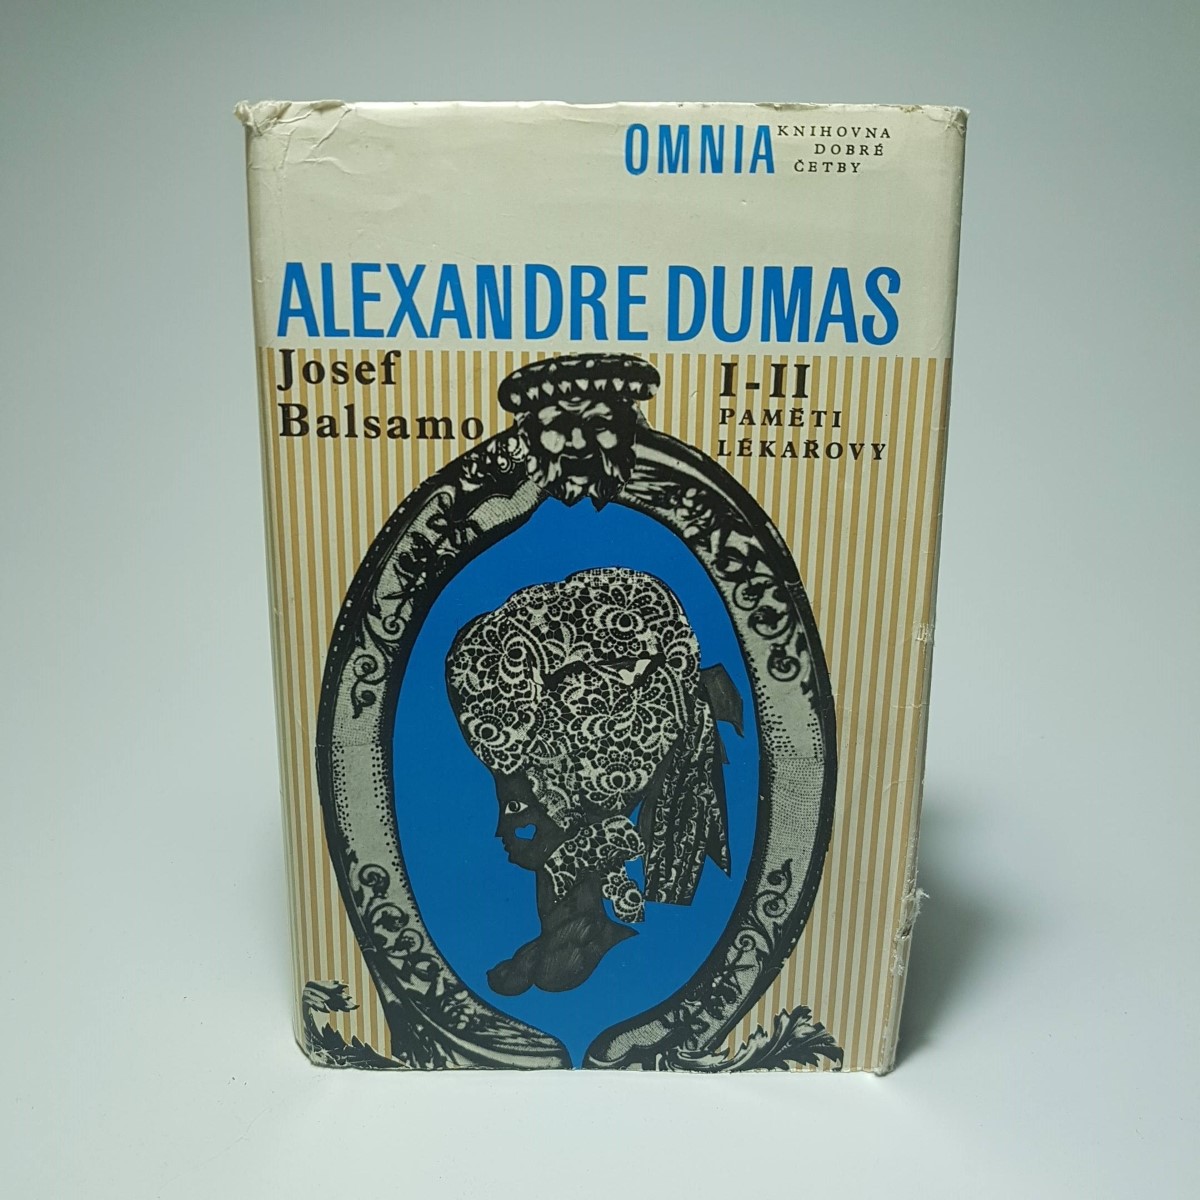 OMNIA KNIHOVNA
DOBRÉ
ČETBY
ALEXANDRE DUMAS
Josef
Balsamo
I-II
PAMĚTI
LÉKAŘOVY